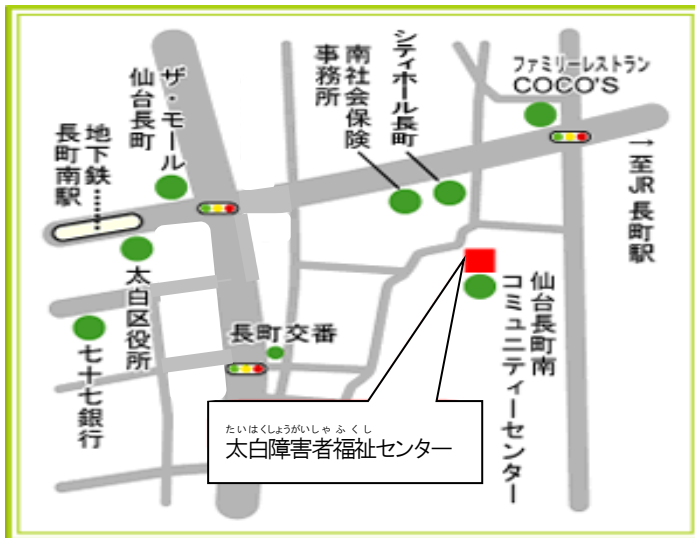 ザ・モール
仙台長町
地下鉄
長町南駅
太白区役所
七十七銀行
長町交番
南社会保険
事務所
シティホール長町
ファミリーレストラン
COCO'S
→至JR長町駅
仙台長町南
コミュニティーセンター
たいはくしょうがいしゃふくし
太白障害者福祉センター